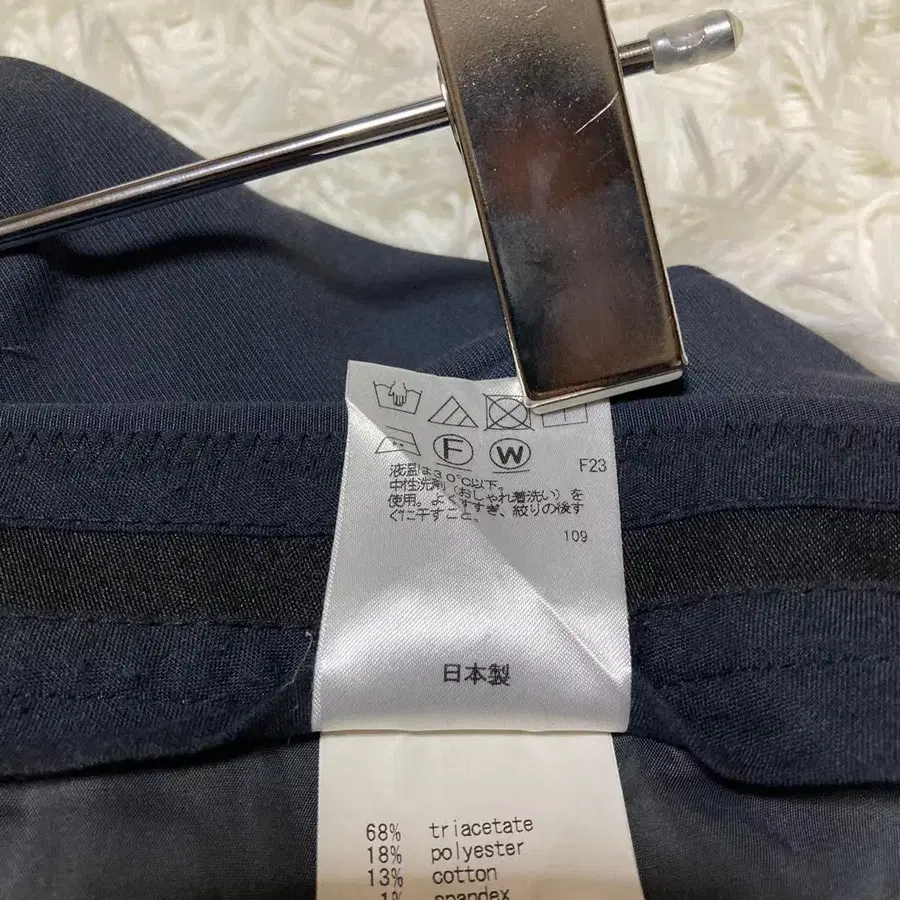 F W
液温は30℃以下。 F23
中性洗剤(おしゃれ着洗い)を
使用。よくすすぎ、絞りの後す
ぐに干すこと。
109
日本製
68% triacetate
18% polyester
13% cotton
1% spandex